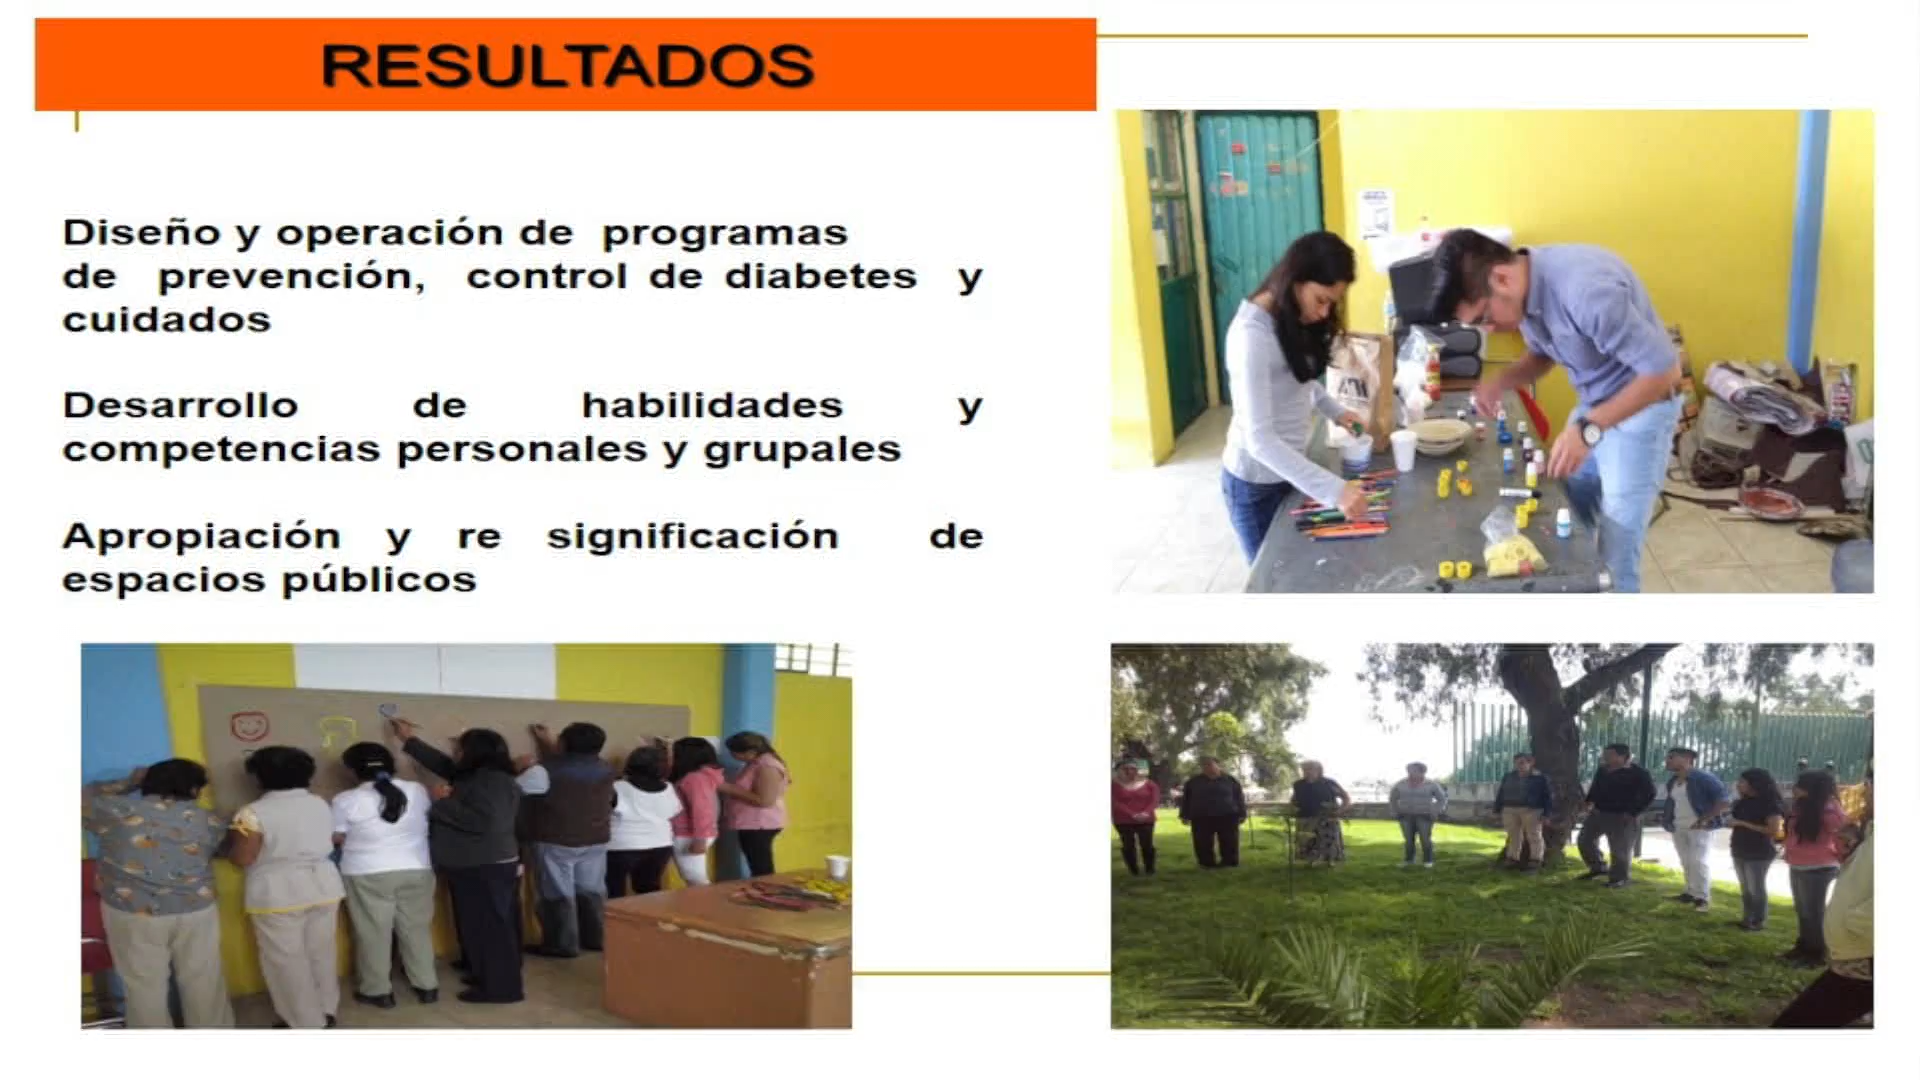 RESULTADOS
Diseño y operación de programas
de prevención, control de diabetes y
cuidados
Desarrollo de habilidades y
competencias personales y grupales
Apropiación y re significación de
espacios públicos